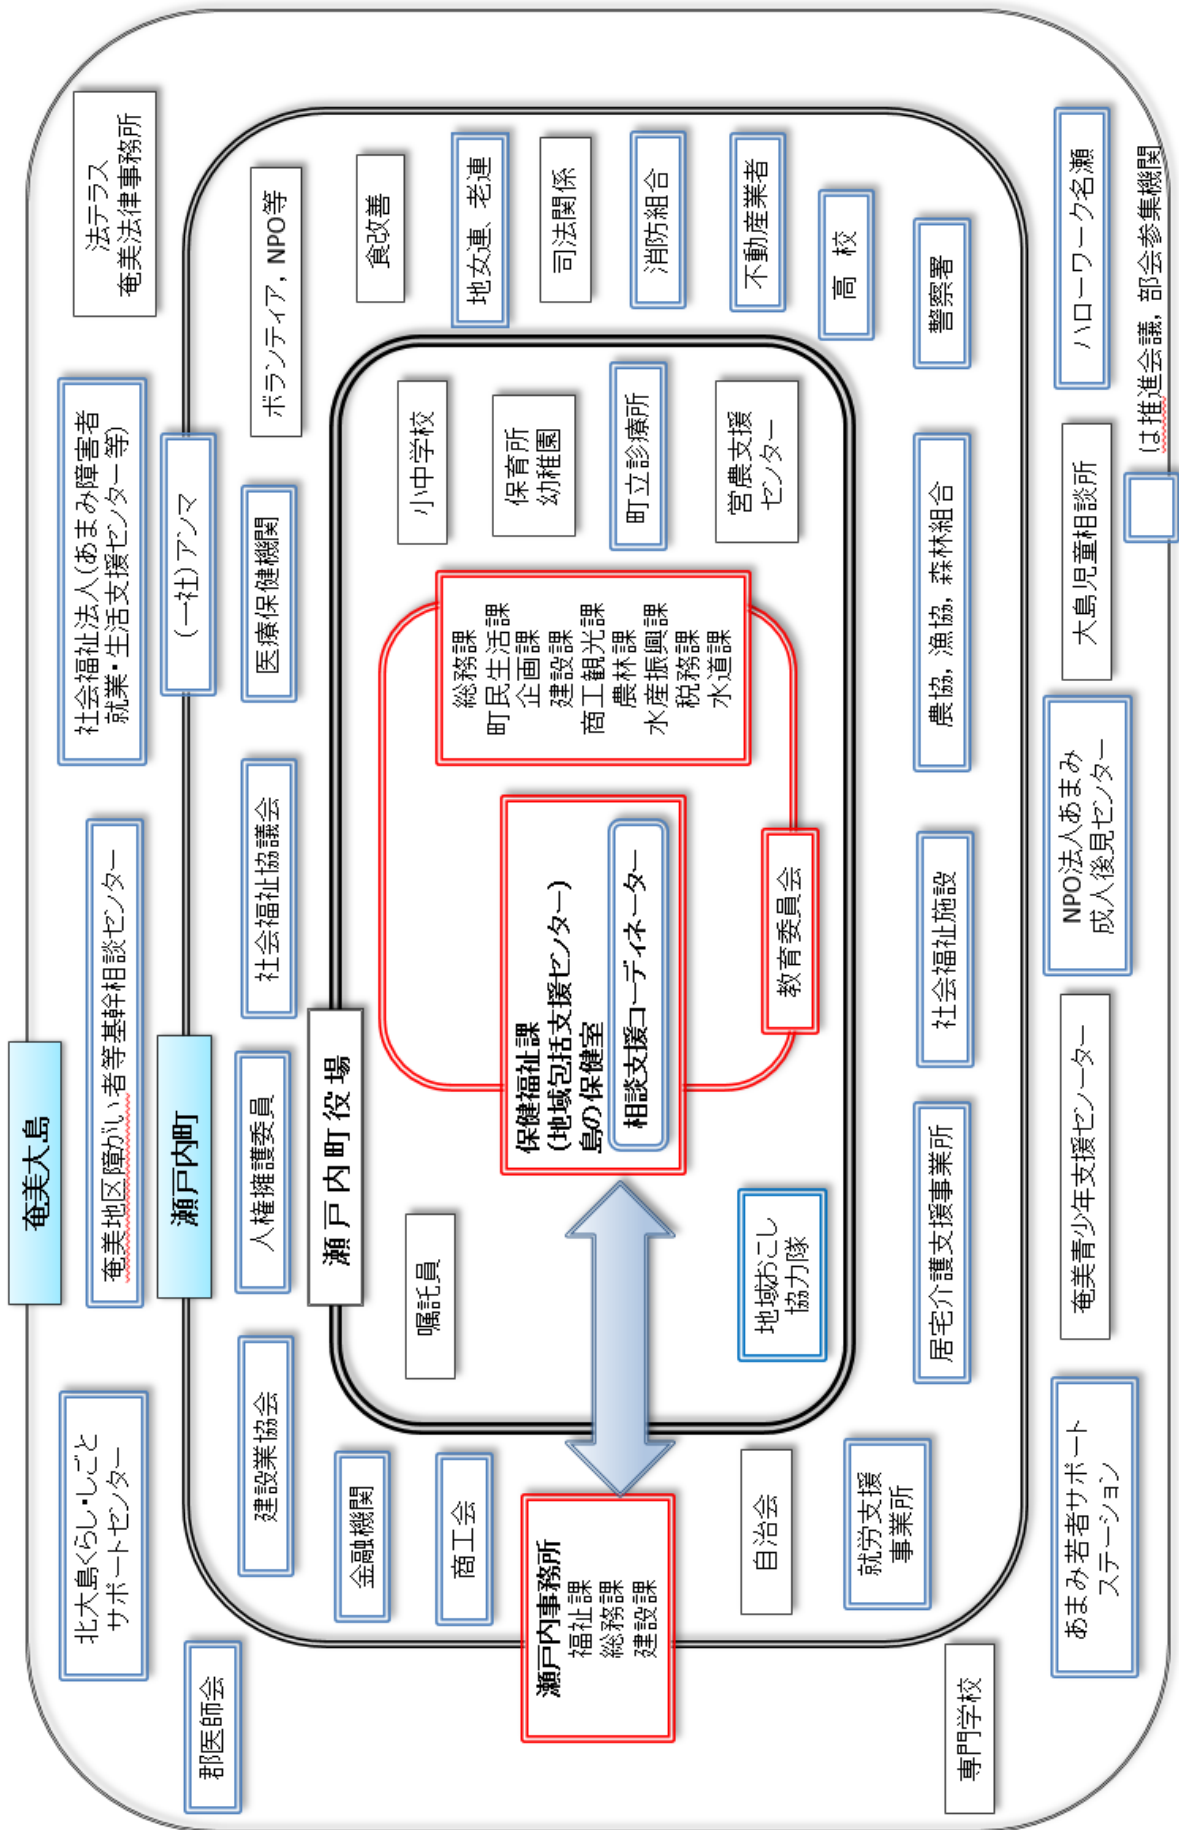 奄美大島
郡医師会
北大島くらし・しごと
サポートセンター
奄美地区障がい者等基幹相談センター
社会福祉法人(あまみ障害者
就業・生活支援センター等)
法テラス
奄美法律事務所
瀬戸内町
(一社)アンマ
建設業協会
人権擁護委員
社会福祉協議会
医療保健機関
ボランティア, NPO等
金融機関
商工会
瀬戸内町役場
食改善
地女連、老連
司法関係
消防組合
不動産業者
高 校
警察署
嘱託員
小中学校
保育所
幼稚園
町立診療所
営農支援
センター
総務課
町民生活課
企画課
建設課
商工観光課
農林課
水産振興課
税務課
水道課
保健福祉課
(地域包括支援センター)
島の保健室
相談支援コーディネーター
教育委員会
地域おこし
協力隊
瀬戸内事務所
福祉課
総務課
建設課
自治会
就労支援
事業所
居宅介護支援事業所
社会福祉施設
農協, 漁協, 森林組合
専門学校
あまみ若者サポート
ステーション
奄美青少年支援センーター
NPO法人あまみ
成人後見センター
大島児童相談所
ハローワーク名瀬
(は推進会議, 部会参集機関